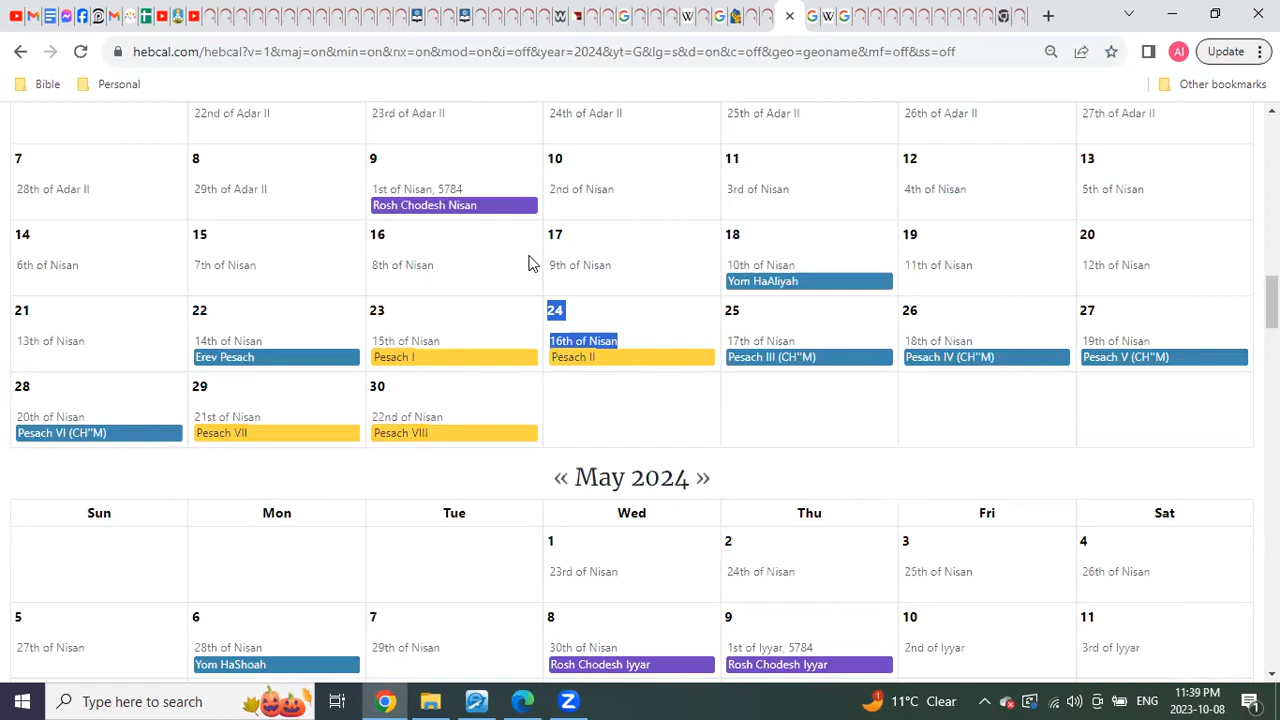 hebcal.com/hebcal?v=1&maj=on&min=on&nx=on&mod=on&i=off&year=2024&yt=G&lg=s&d=on&c=off&geo=geoname&mf=off&ss=off
AI
Update
Bible
Personal
Other bookmarks
22nd of Adar II
23rd of Adar II
24th of Adar II
25th of Adar II
26th of Adar II
27th of Adar II
7
8
9
10
11
12
13
28th of Adar II
29th of Adar II
1st of Nisan, 5784
2nd of Nisan
3rd of Nisan
4th of Nisan
5th of Nisan
Rosh Chodesh Nisan
14
15
16
17
18
19
20
6th of Nisan
7th of Nisan
8th of Nisan
9th of Nisan
10th of Nisan
11th of Nisan
12th of Nisan
Yom HaAliyah
21
22
23
24
25
26
27
13th of Nisan
14th of Nisan
15th of Nisan
16th of Nisan
17th of Nisan
18th of Nisan
19th of Nisan
Erev Pesach
Pesach I
Pesach II
Pesach III (CH''M)
Pesach IV (CH''M)
Pesach V (CH''M)
28
29
30
20th of Nisan
21st of Nisan
22nd of Nisan
Pesach VI (CH''M)
Pesach VII
Pesach VIII
« May 2024 »
Sun
Mon
Tue
Wed
Thu
Fri
Sat
1
2
3
4
23rd of Nisan
24th of Nisan
25th of Nisan
26th of Nisan
5
6
7
8
9
10
11
27th of Nisan
28th of Nisan
29th of Nisan
30th of Nisan
1st of Iyyar, 5784
2nd of Iyyar
3rd of Iyyar
Yom HaShoah
Rosh Chodesh Iyyar
Rosh Chodesh Iyyar
Type here to search
1
11°C Clear
ENG
11:39 PM
2023-10-08
1